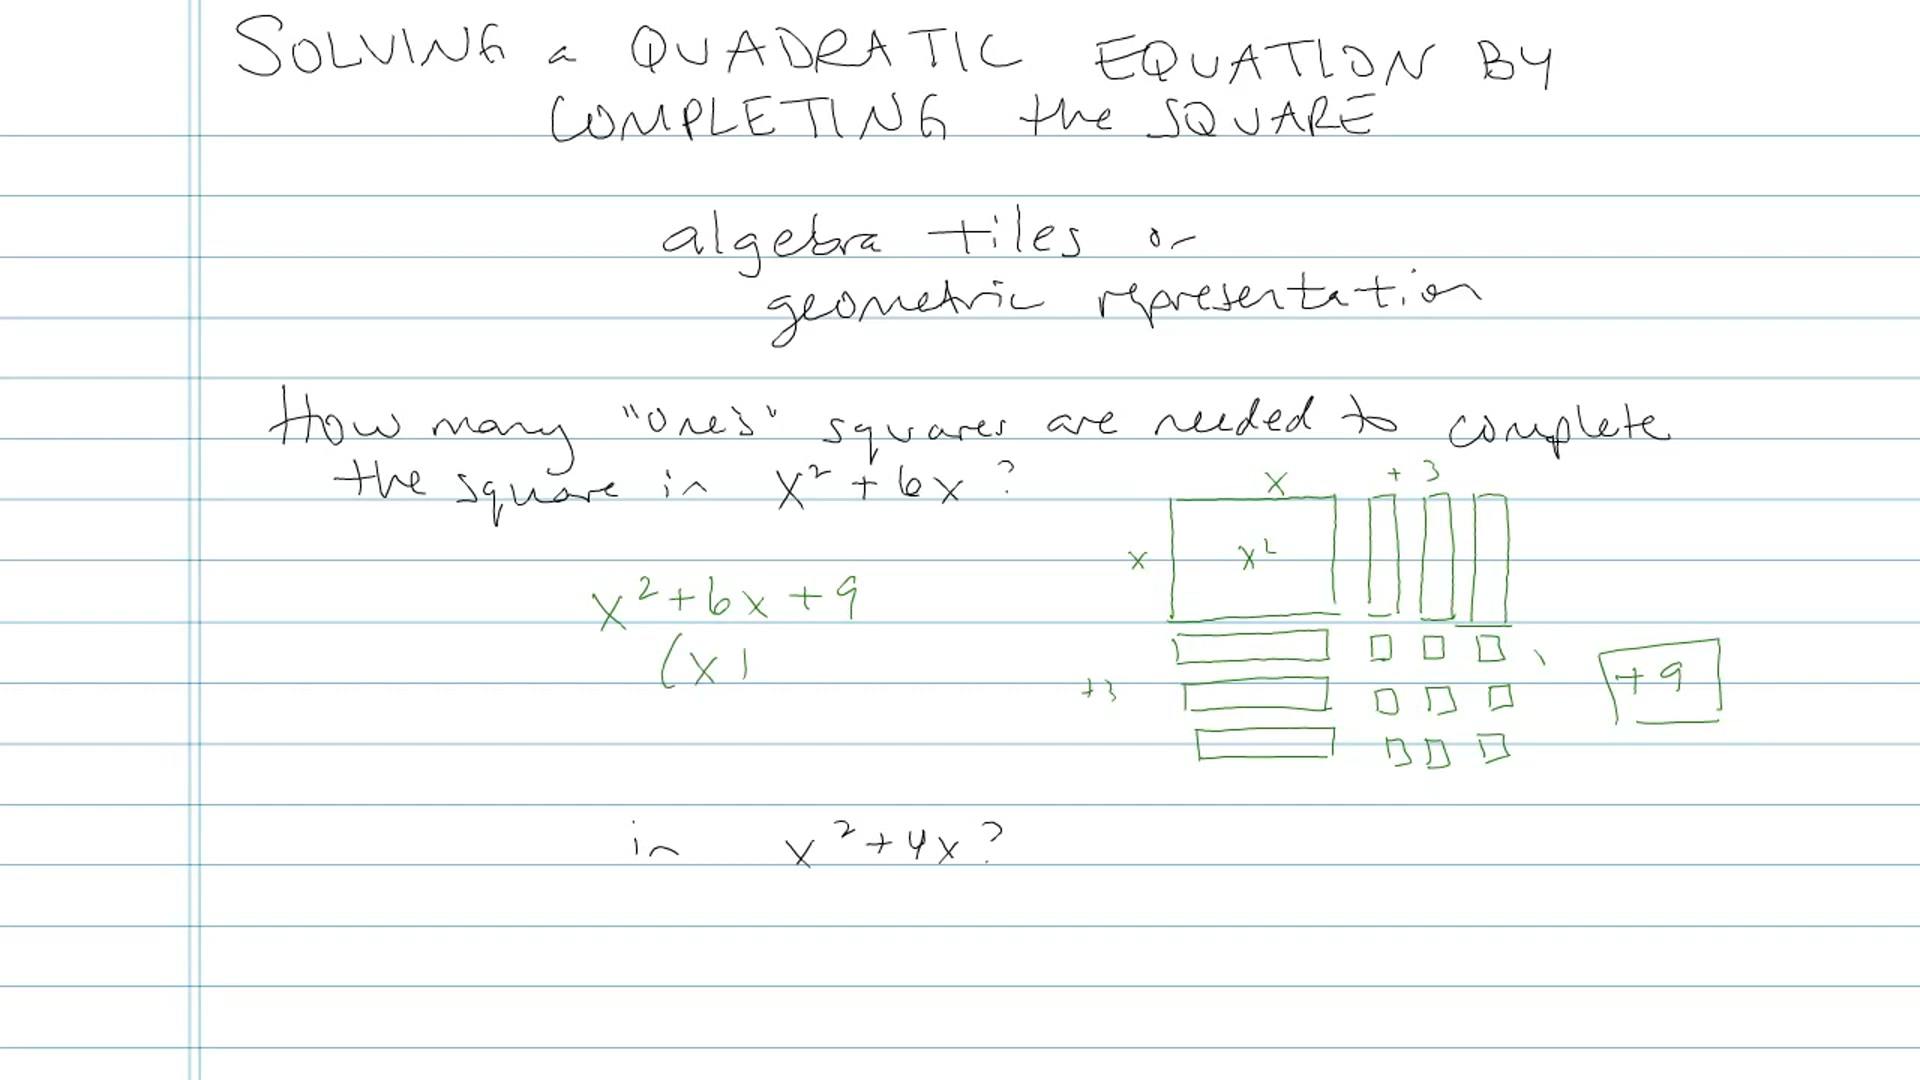 SOLVING a QUADRATIC EQUATION BY
COMPLETING the SQUARE
algebra tiles or
geometric representation
How many "one's" squares are needed to complete
the square in x² + 6x ?
x + 3
x x²
x² + 6x + 9
(x )
+3
+ 9
in x² + 4x ?